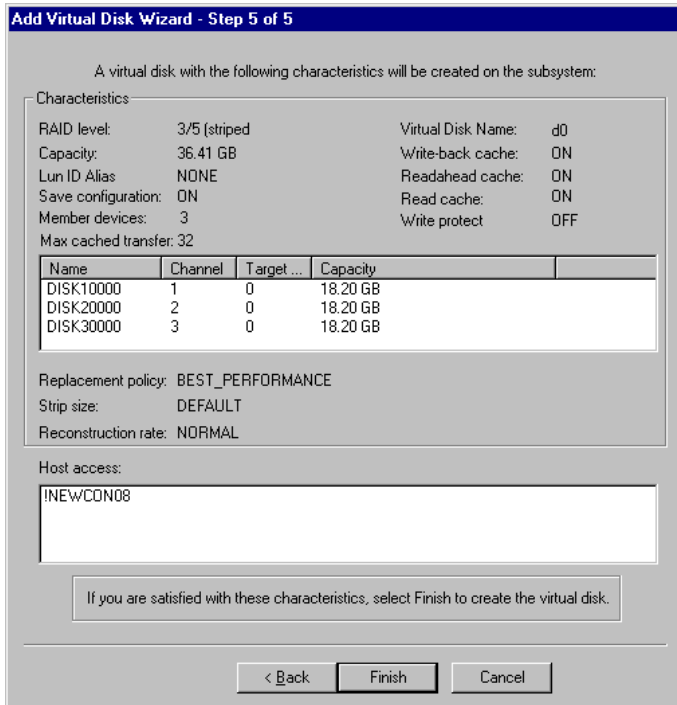 Add Virtual Disk Wizard - Step 5 of 5
A virtual disk with the following characteristics will be created on the subsystem:
Characteristics
RAID level: 3/5 (striped Virtual Disk Name: d0
Capacity: 36.41 GB Write-back cache: ON
Lun ID Alias NONE Readahead cache: ON
Save configuration: ON Read cache: ON
Member devices: 3 Write protect OFF
Max cached transfer: 32
Name Channel Target ... Capacity
DISK10000 1 0 18.20 GB
DISK20000 2 0 18.20 GB
DISK30000 3 0 18.20 GB
Replacement policy: BEST_PERFORMANCE
Strip size: DEFAULT
Reconstruction rate: NORMAL
Host access:
!NEWCON08
If you are satisfied with these characteristics, select Finish to create the virtual disk.
< Back Finish Cancel